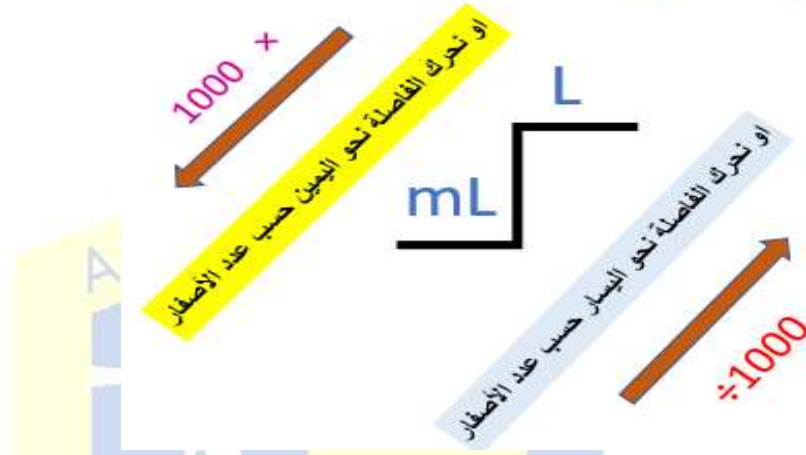 1000 ×
او نحرك الفاصلة نحو اليمين حسب عدد الأصفار
L
mL
او نحرك الفاصلة نحو اليسار حسب عدد الأصفار
÷1000
A